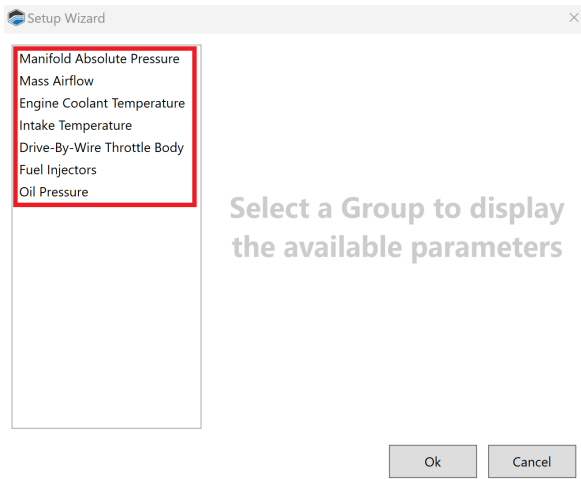 Setup Wizard
Manifold Absolute Pressure
Mass Airflow
Engine Coolant Temperature
Intake Temperature
Drive-By-Wire Throttle Body
Fuel Injectors
Oil Pressure
Select a Group to display
the available parameters
Ok
Cancel